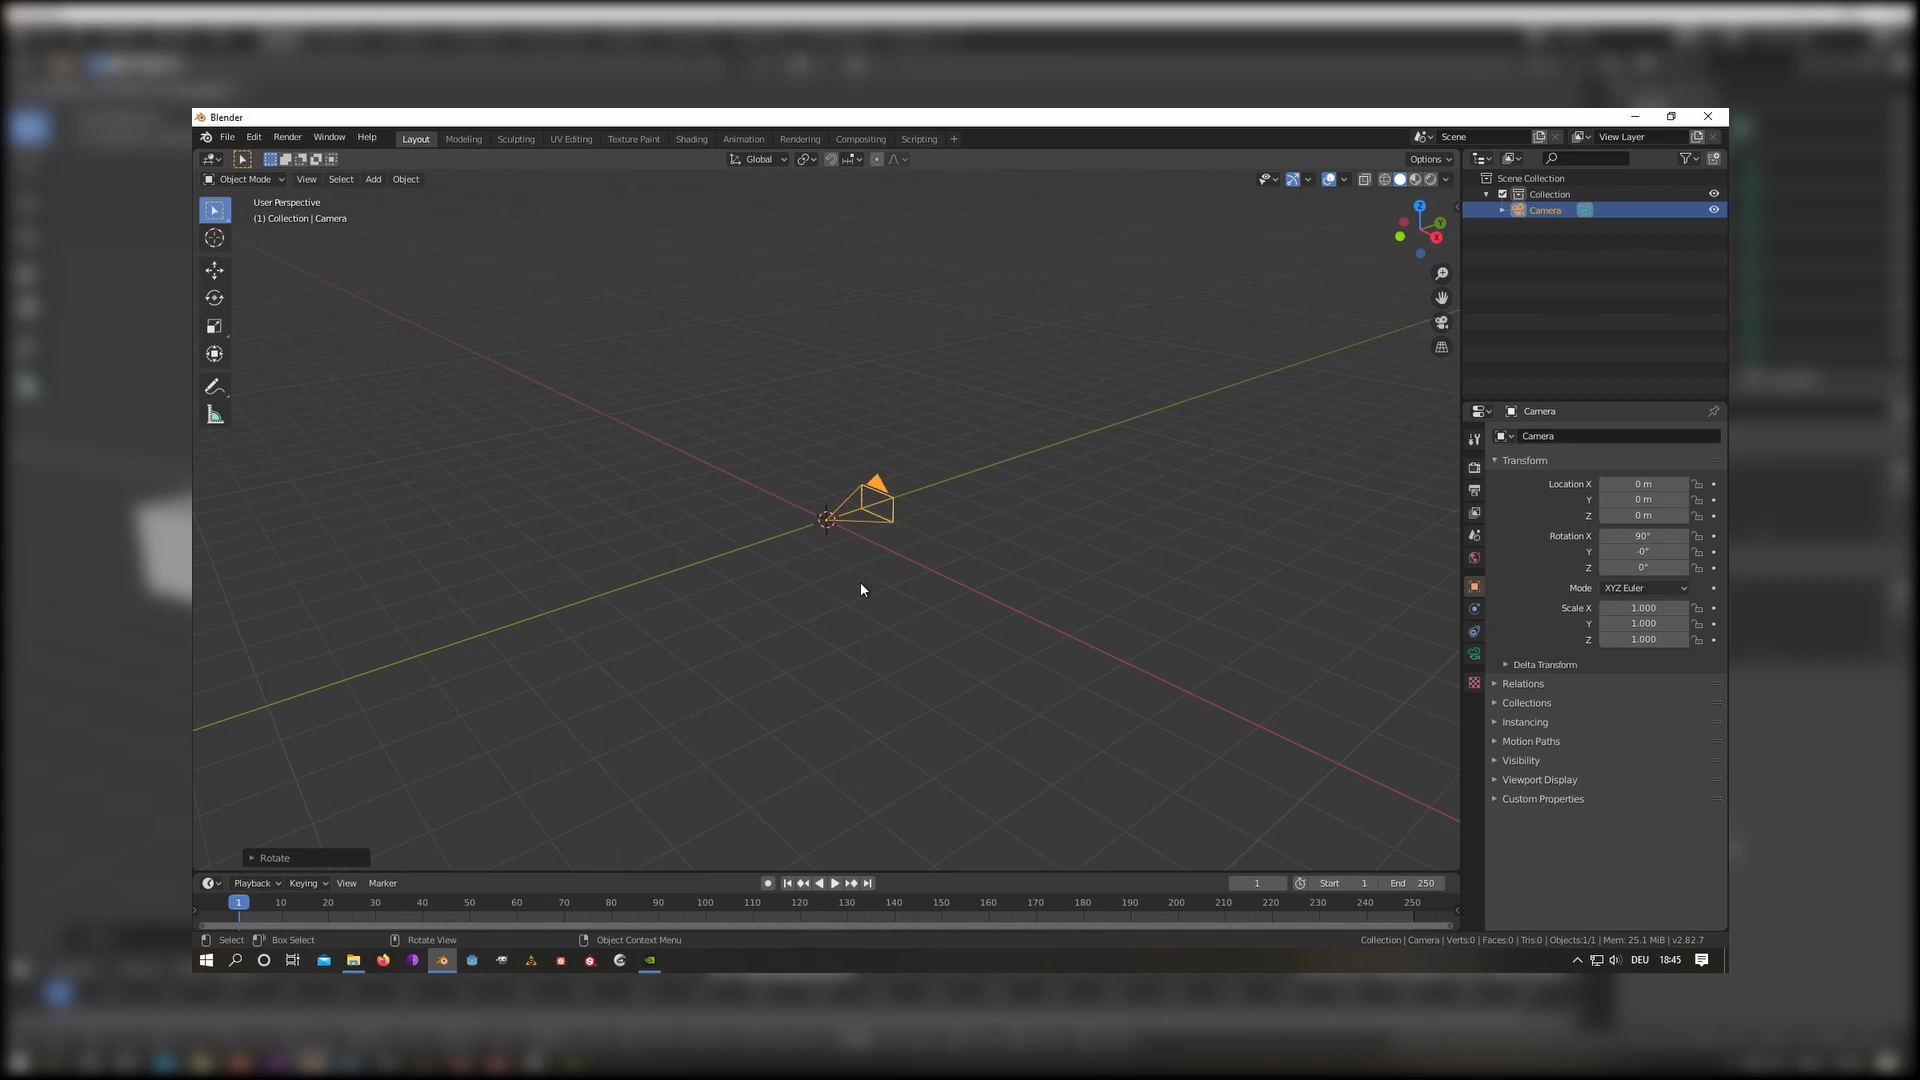 Blender
File Edit Render Window Help Layout Modeling Sculpting UV Editing Texture Paint Shading Animation Rendering Compositing Scripting + Scene View Layer
Global Options
Object Mode View Select Add Object
User Perspective
(1) Collection | Camera
Z
Y
X
Rotate
Scene Collection
Collection
Camera
Camera
Camera
Transform
Location X 0 m
Y 0 m
Z 0 m
Rotation X 90°
Y -0°
Z 0°
Mode XYZ Euler
Scale X 1.000
Y 1.000
Z 1.000
Delta Transform
Relations
Collections
Instancing
Motion Paths
Visibility
Viewport Display
Custom Properties
Playback Keying View Marker 1 Start 1 End 250
1 10 20 30 40 50 60 70 80 90 100 110 120 130 140 150 160 170 180 190 200 210 220 230 240 250
Select Box Select Rotate View Object Context Menu Collection | Camera | Verts:0 | Faces:0 | Tris:0 | Objects:1/1 | Mem: 25.1 MiB | v2.82.7
DEU 18:45